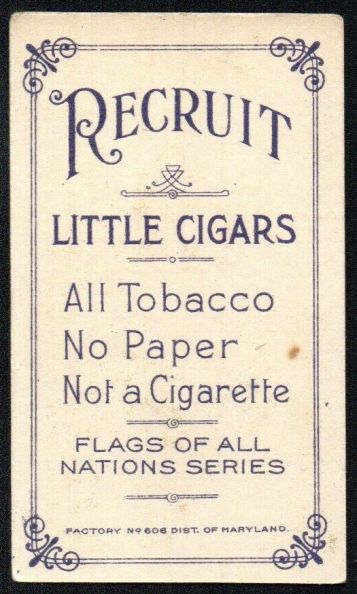 RECRUIT
LITTLE CIGARS
All Tobacco
No Paper
Not a Cigarette
FLAGS OF ALL
NATIONS SERIES
FACTORY No 606 DIST. OF MARYLAND.